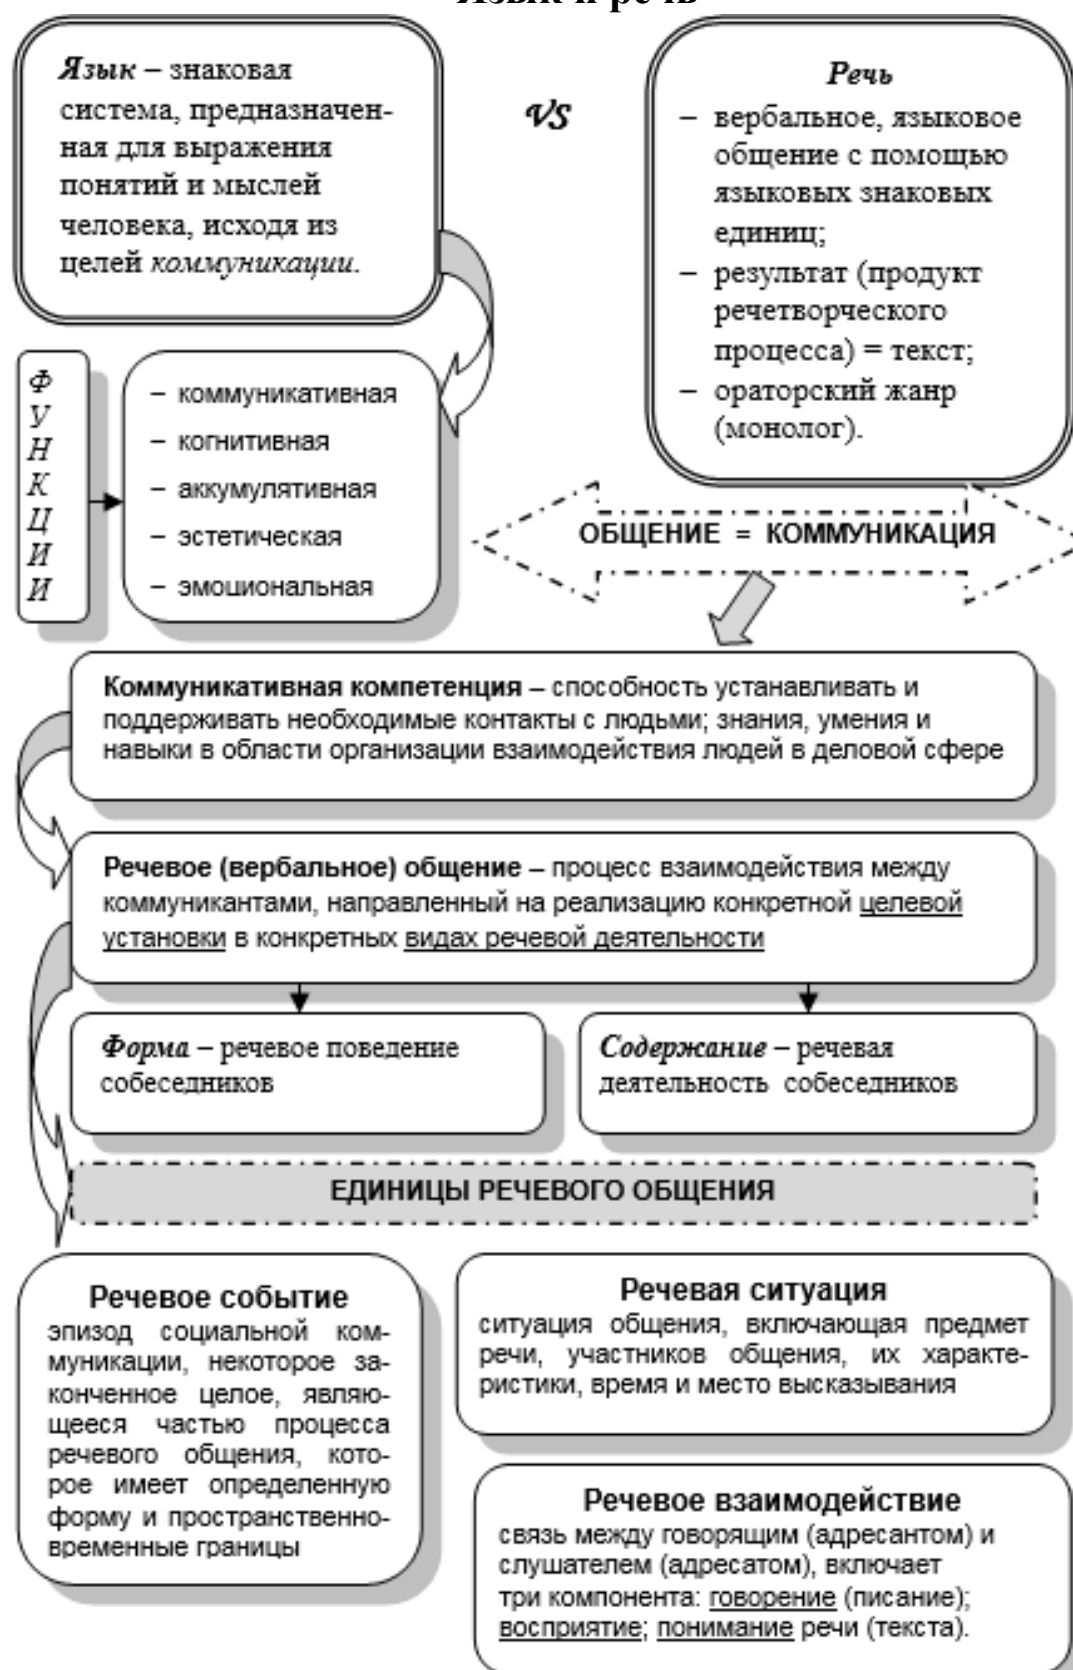 Язык и речь
Язык – знаковая
система, предназначен-
ная для выражения
понятий и мыслей
человека, исходя из
целей коммуникации.
VS
Речь
– вербальное, языковое
общение с помощью
языковых знаковых
единиц;
– результат (продукт
речетворческого
процесса) = текст;
– ораторский жанр
(монолог).
ФУНКЦИИ
– коммуникативная
– когнитивная
– аккумулятивная
– эстетическая
– эмоциональная
ОБЩЕНИЕ = КОММУНИКАЦИЯ
Коммуникативная компетенция – способность устанавливать и
поддерживать необходимые контакты с людьми; знания, умения и
навыки в области организации взаимодействия людей в деловой сфере
Речевое (вербальное) общение – процесс взаимодействия между
коммуникантами, направленный на реализацию конкретной целевой
установки в конкретных видах речевой деятельности
Форма – речевое поведение
собеседников
Содержание – речевая
деятельность собеседников
ЕДИНИЦЫ РЕЧЕВОГО ОБЩЕНИЯ
Речевое событие
эпизод социальной ком-
муникации, некоторое за-
конченное целое, являю-
щееся частью процесса
речевого общения, кото-
рое имеет определенную
форму и пространственно-
временные границы
Речевая ситуация
ситуация общения, включающая предмет
речи, участников общения, их характе-
ристики, время и место высказывания
Речевое взаимодействие
связь между говорящим (адресантом) и
слушателем (адресатом), включает
три компонента: говорение (писание);
восприятие; понимание речи (текста).